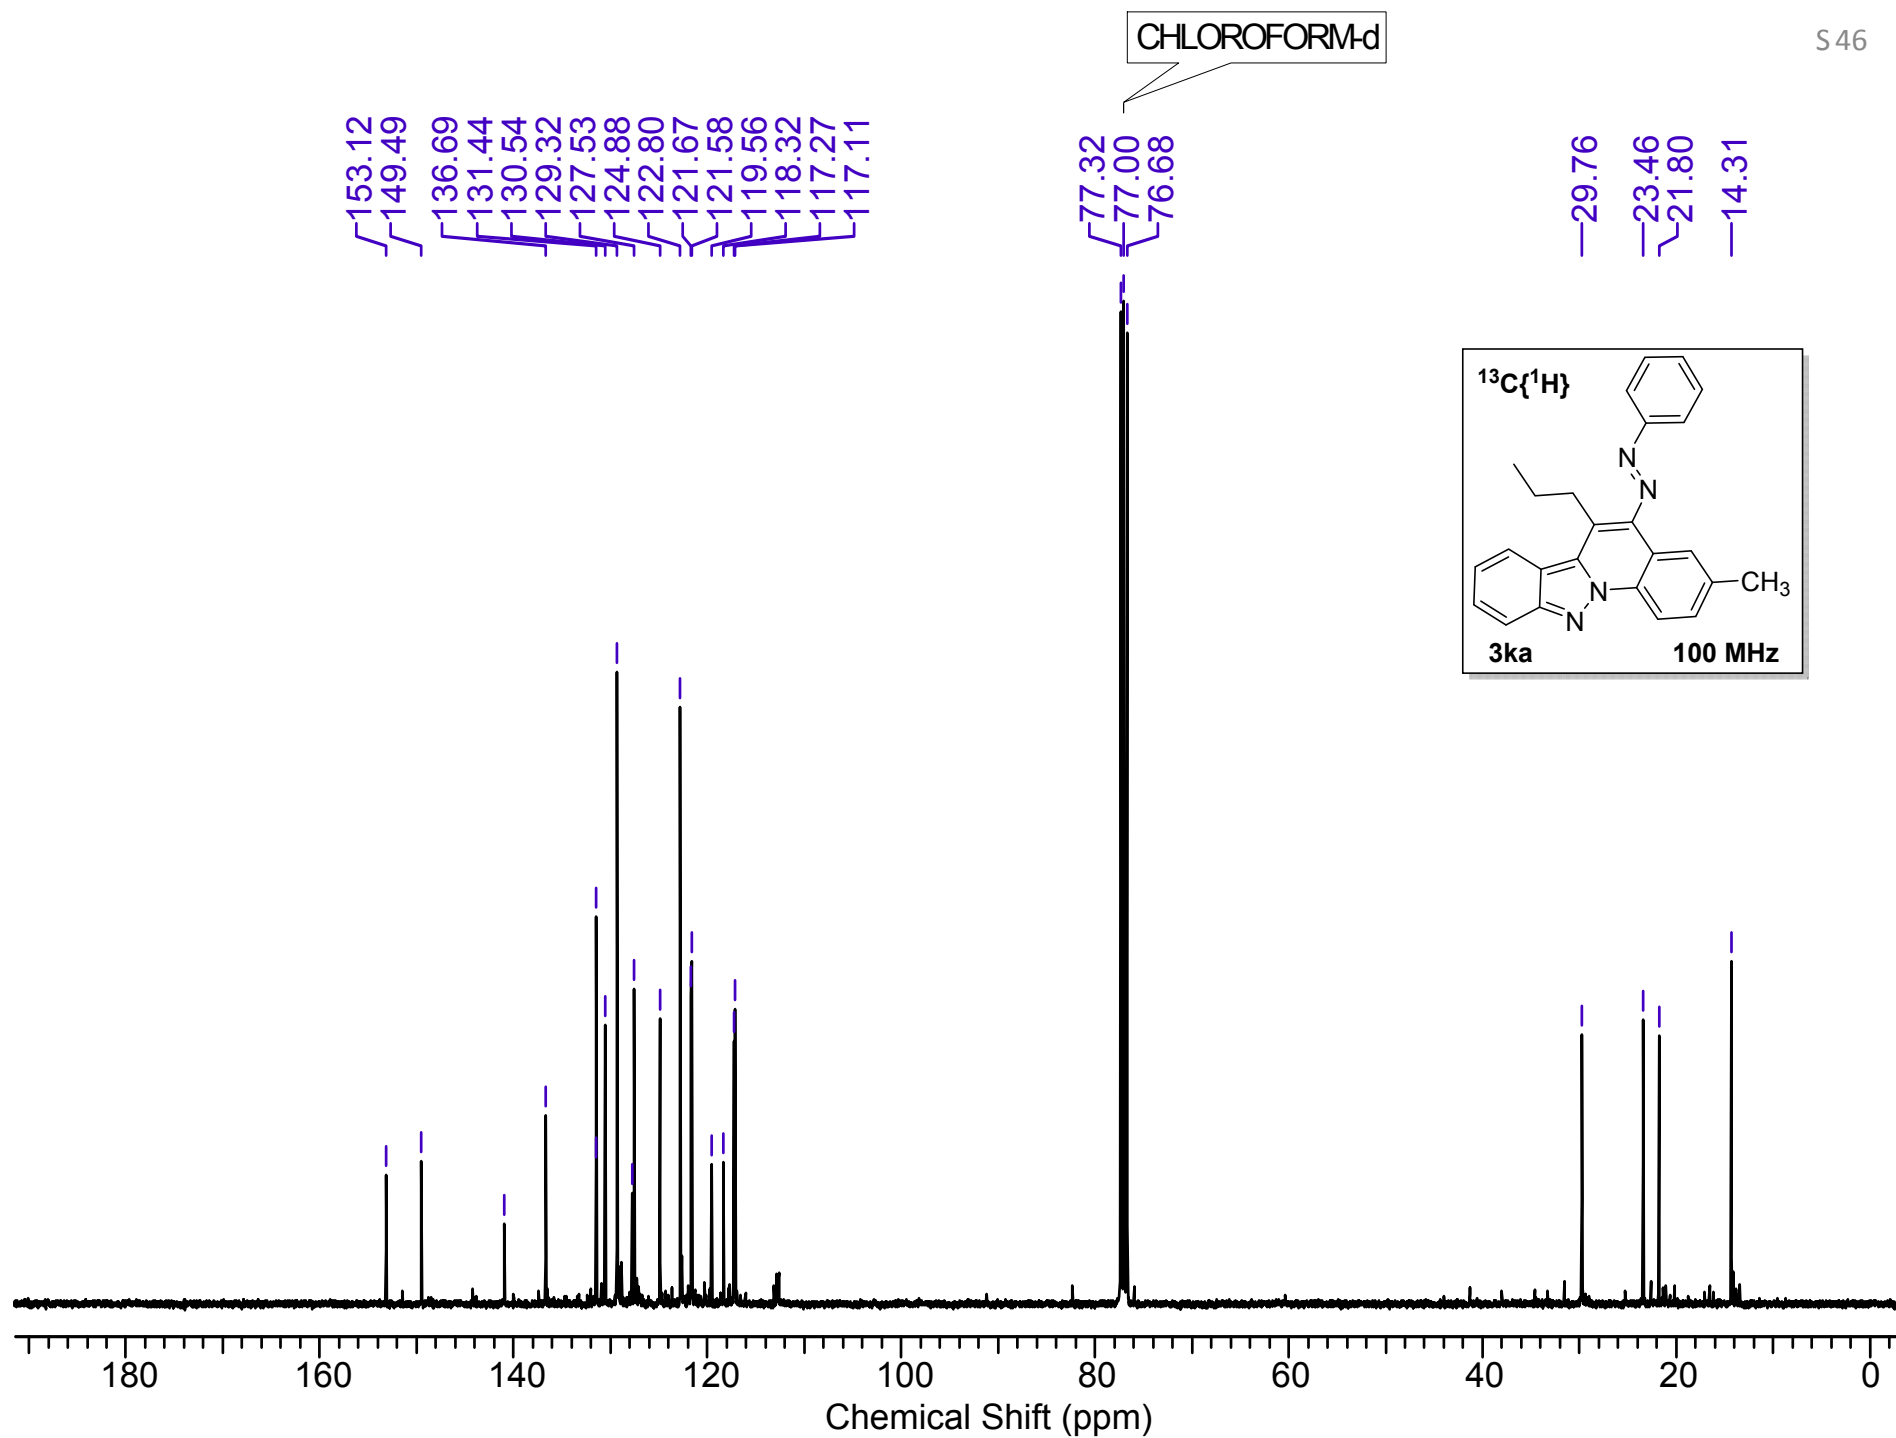 CHLOROFORM-d
S 46
153.12
149.49
136.69
131.44
130.54
129.32
127.53
124.88
122.80
121.67
121.58
119.56
118.32
117.27
117.11
77.32
77.00
76.68
29.76
23.46
21.80
14.31
13C{1H}
N
N
N
N
CH3
3ka 100 MHz
180 160 140 120 100 80 60 40 20 0
Chemical Shift (ppm)